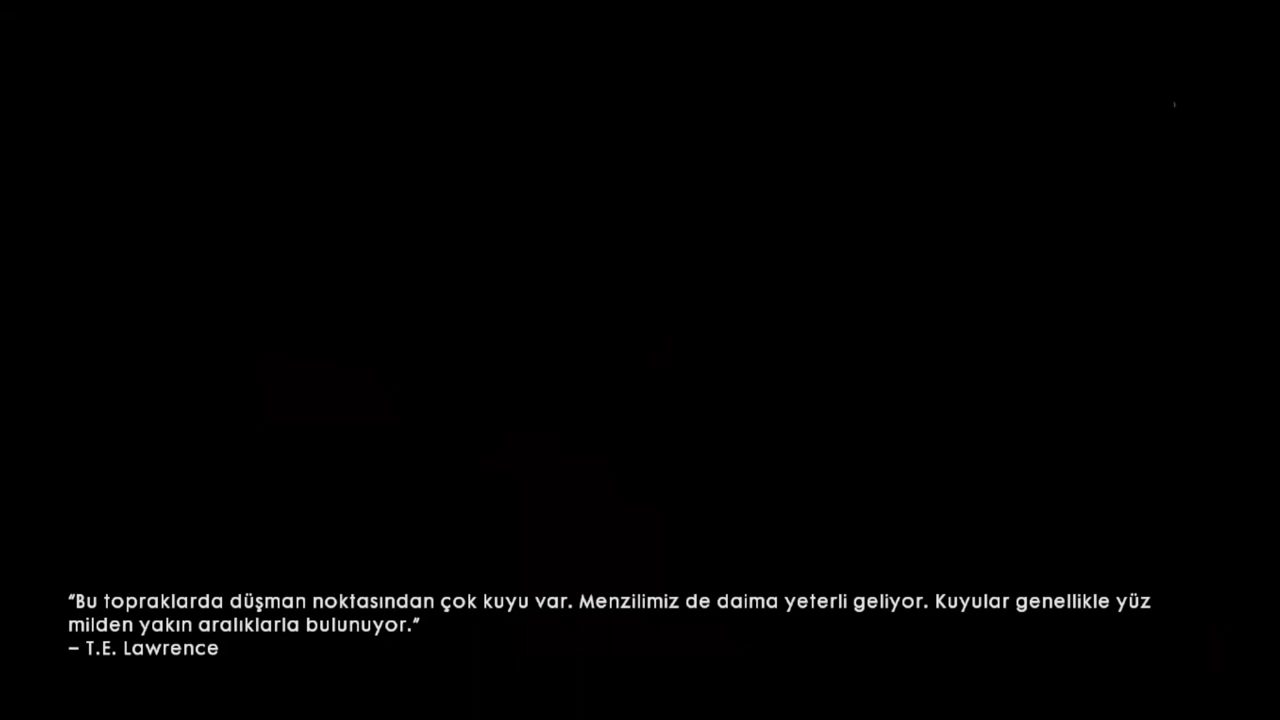 “Bu topraklarda düşman noktasından çok kuyu var. Menzilimiz de daima yeterli geliyor. Kuyular genellikle yüz
milden yakın aralıklarla bulunuyor.”
– T.E. Lawrence